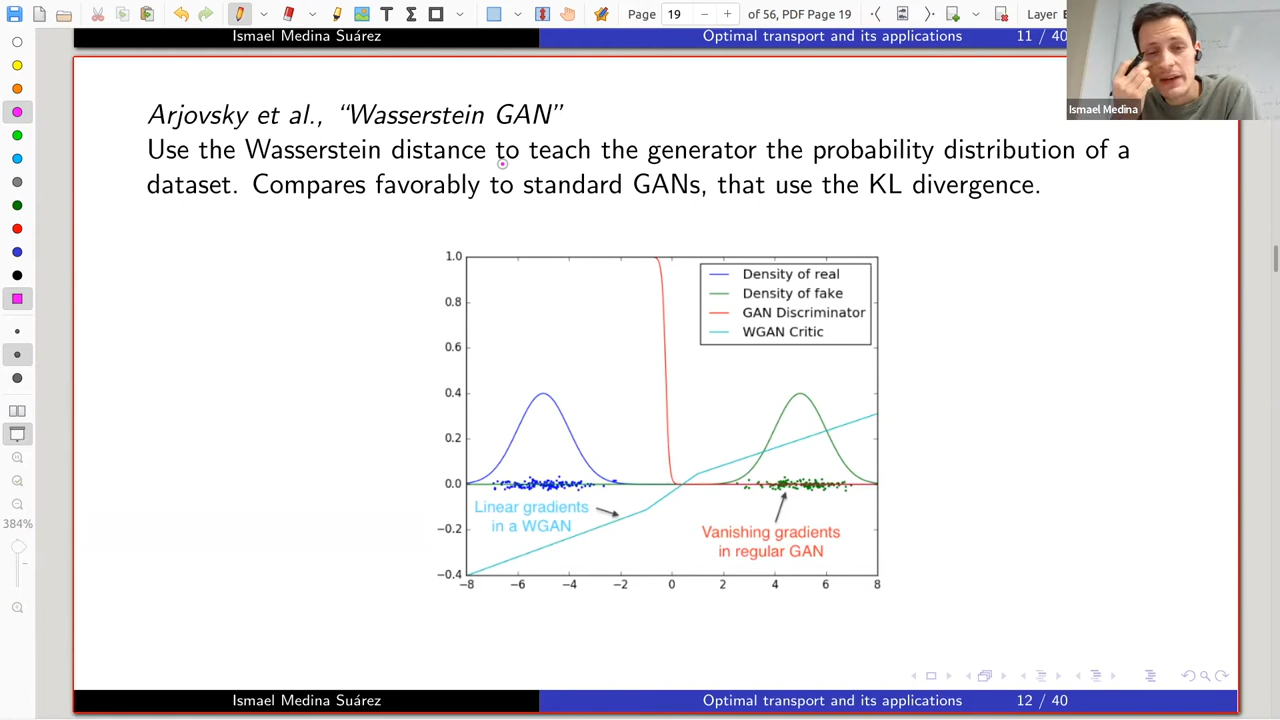 Page 19 of 56, PDF Page 19 Layer
Ismael Medina Suárez Optimal transport and its applications 11 / 40
Ismael Medina
Arjovsky et al., “Wasserstein GAN”
Use the Wasserstein distance to teach the generator the probability distribution of a
dataset. Compares favorably to standard GANs, that use the KL divergence.
1.0
0.8
0.6
0.4
0.2
0.0
−0.2
−0.4
Density of real
Density of fake
GAN Discriminator
WGAN Critic
Linear gradients
in a WGAN
Vanishing gradients
in regular GAN
−8 −6 −4 −2 0 2 4 6 8
384%
Ismael Medina Suárez Optimal transport and its applications 12 / 40